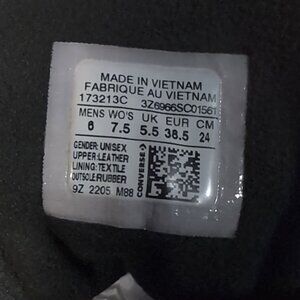 MADE IN VIETNAM
FABRIQUE AU VIETNAM
173213C 3Z6966SC01561
MENS WO'S UK EUR CM
6 7.5 5.5 38.5 24
GENDER:UNISEX
UPPER:LEATHER
LINING:TEXTILE
OUTSOLE:RUBBER
9Z 2205 M88
CONVERSE